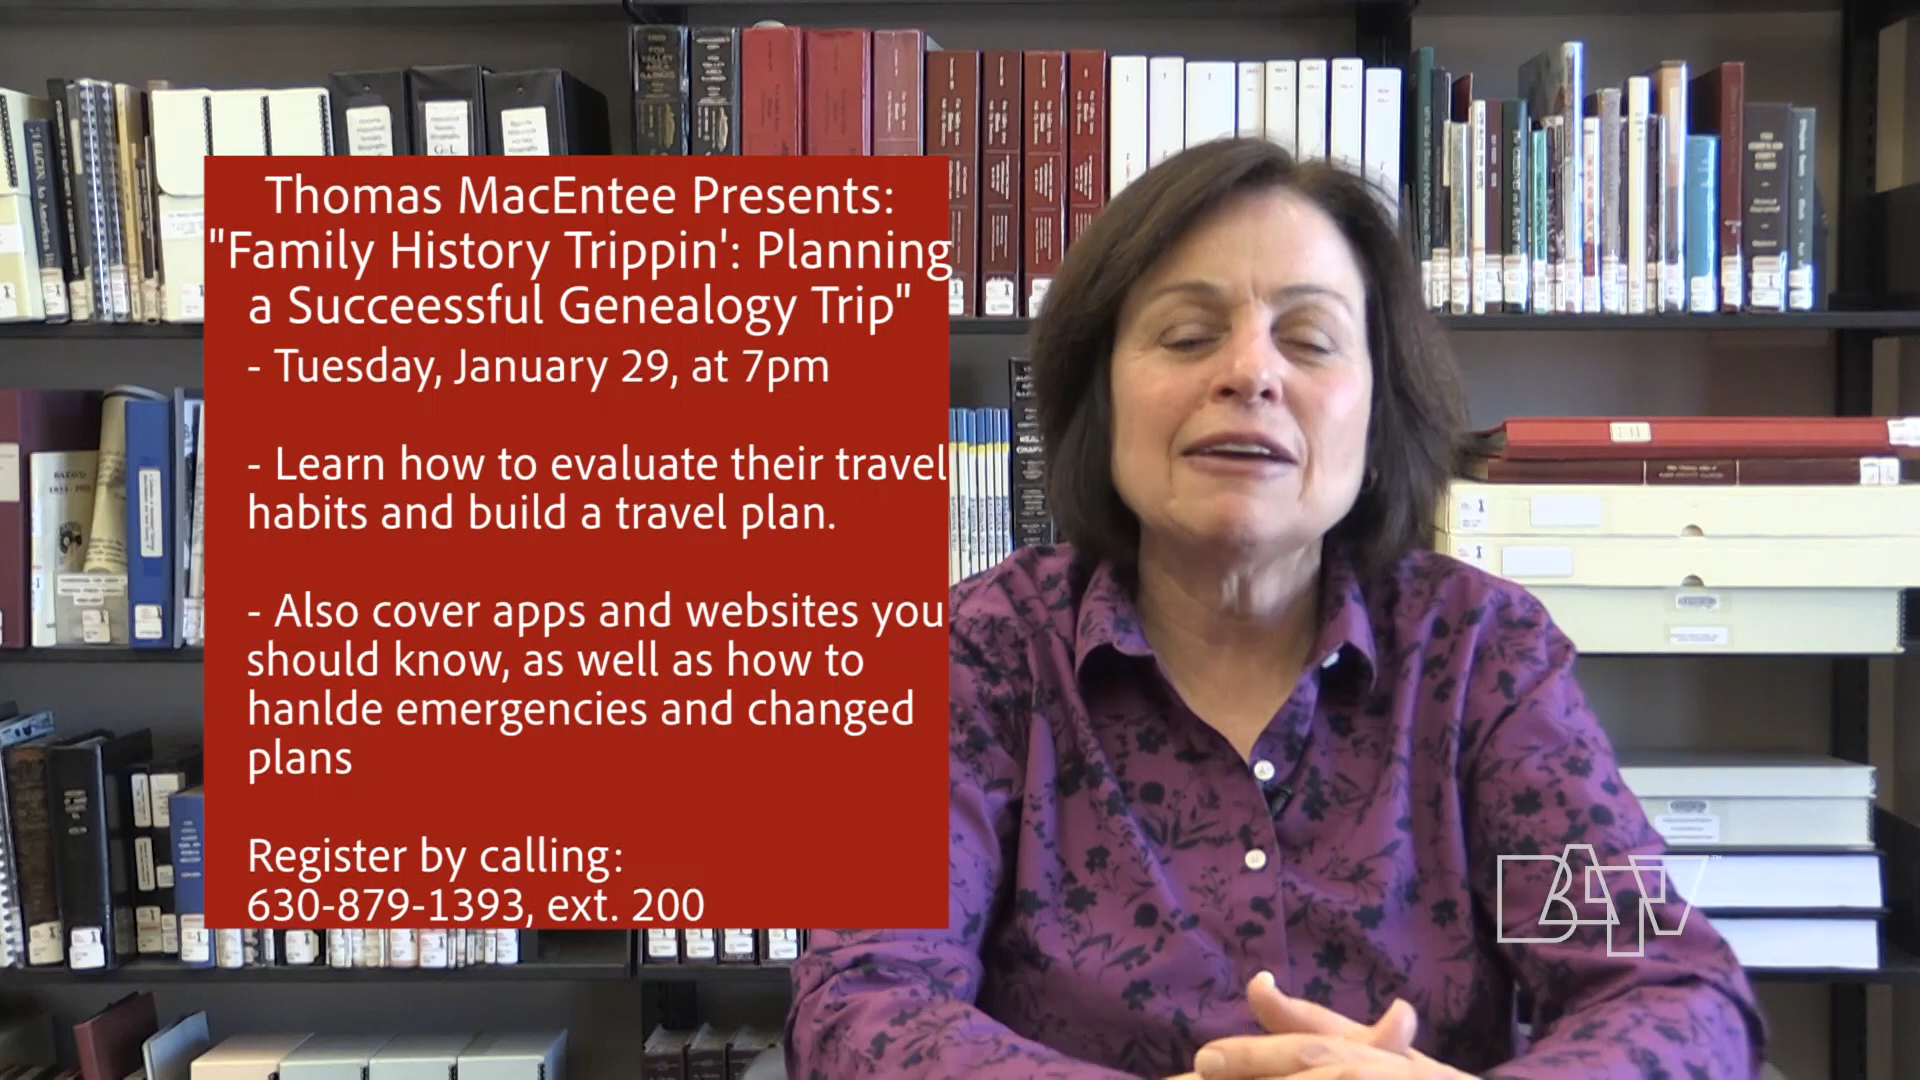 Thomas MacEntee Presents:
"Family History Trippin': Planning
a Succeessful Genealogy Trip"
- Tuesday, January 29, at 7pm
- Learn how to evaluate their travel
habits and build a travel plan.
- Also cover apps and websites you
should know, as well as how to
hanlde emergencies and changed
plans
Register by calling:
630-879-1393, ext. 200
BATV